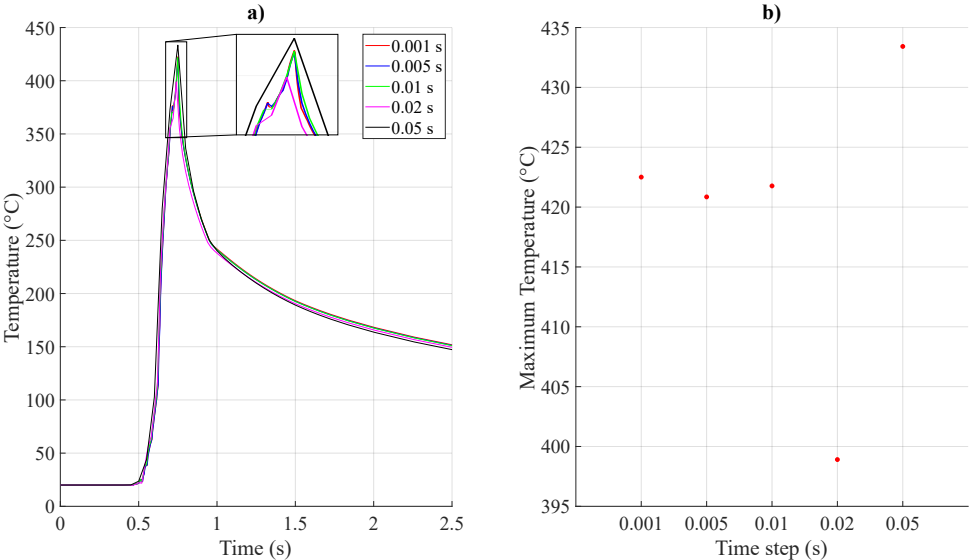 a)
450
400
350
300
250
200
150
100
50
0
Temperature (°C)
0
0.5
1
1.5
2
2.5
Time (s)
0.001 s
0.005 s
0.01 s
0.02 s
0.05 s
b)
435
430
425
420
415
410
405
400
395
Maximum Temperature (°C)
0.001
0.005
0.01
0.02
0.05
Time step (s)